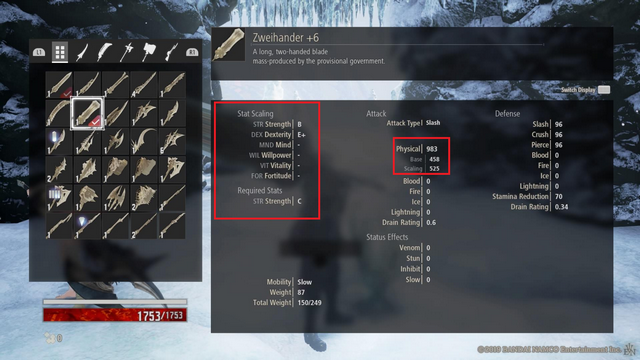 L1
R1
Zweihander +6
A long, two-handed blade
mass-produced by the provisional government.
Switch Display
Stat Scaling
STR Strength B
DEX Dexterity E+
MND Mind -
WIL Willpower -
VIT Vitality -
FOR Fortitude -
Required Stats
STR Strength C
Mobility Slow
Weight 87
Total Weight 150/249
Attack
Attack Type Slash
Physical 983
Base 458
Scaling 525
Blood 0
Fire 0
Ice 0
Lightning 0
Drain Rating 0.6
Status Effects
Venom 0
Stun 0
Inhibit 0
Slow 0
Defense
Slash 96
Crush 96
Pierce 96
Blood 0
Fire 0
Ice 0
Lightning 0
Stamina Reduction 70
Drain Rating 0.34
1753/1753
0
©2019 BANDAI NAMCO Entertainment Inc.